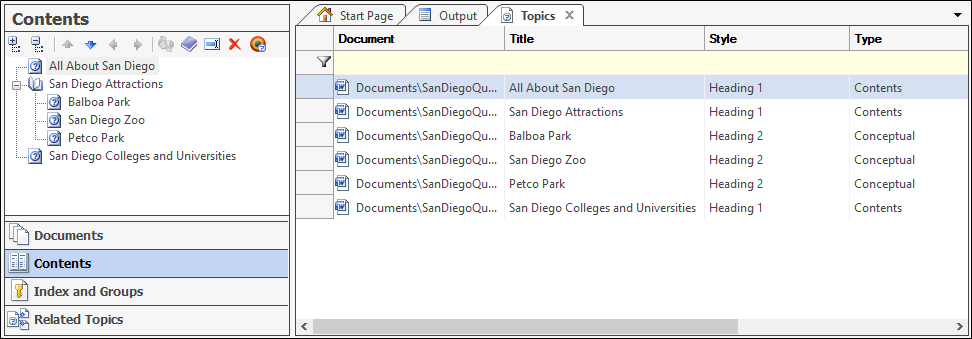 Contents
All About San Diego
San Diego Attractions
Balboa Park
San Diego Zoo
Petco Park
San Diego Colleges and Universities
Documents
Contents
Index and Groups
Related Topics
Start Page Output Topics
Document Title Style Type
Documents\SanDiegoQu... All About San Diego Heading 1 Contents
Documents\SanDiegoQu... San Diego Attractions Heading 1 Contents
Documents\SanDiegoQu... Balboa Park Heading 2 Conceptual
Documents\SanDiegoQu... San Diego Zoo Heading 2 Conceptual
Documents\SanDiegoQu... Petco Park Heading 2 Conceptual
Documents\SanDiegoQu... San Diego Colleges and Universities Heading 1 Contents